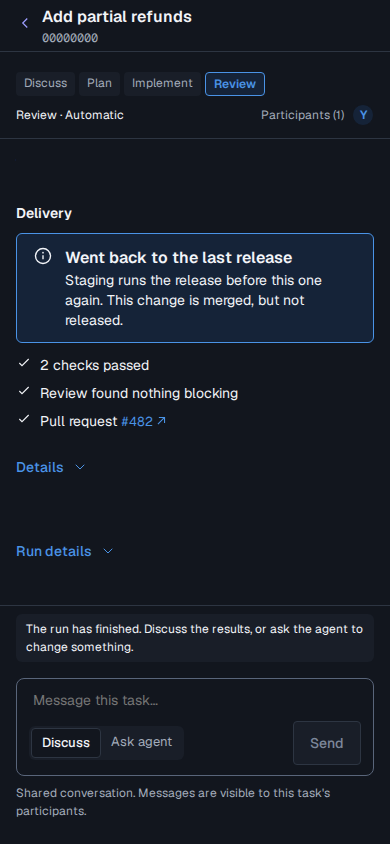 Add partial refunds
00000000
Discuss Plan Implement Review
Review · Automatic Participants (1) Y
Delivery
Went back to the last release
Staging runs the release before this one
again. This change is merged, but not
released.
2 checks passed
Review found nothing blocking
Pull request #482 ↗
Details
Run details
The run has finished. Discuss the results, or ask the agent to
change something.
Message this task...
Discuss Ask agent Send
Shared conversation. Messages are visible to this task's
participants.